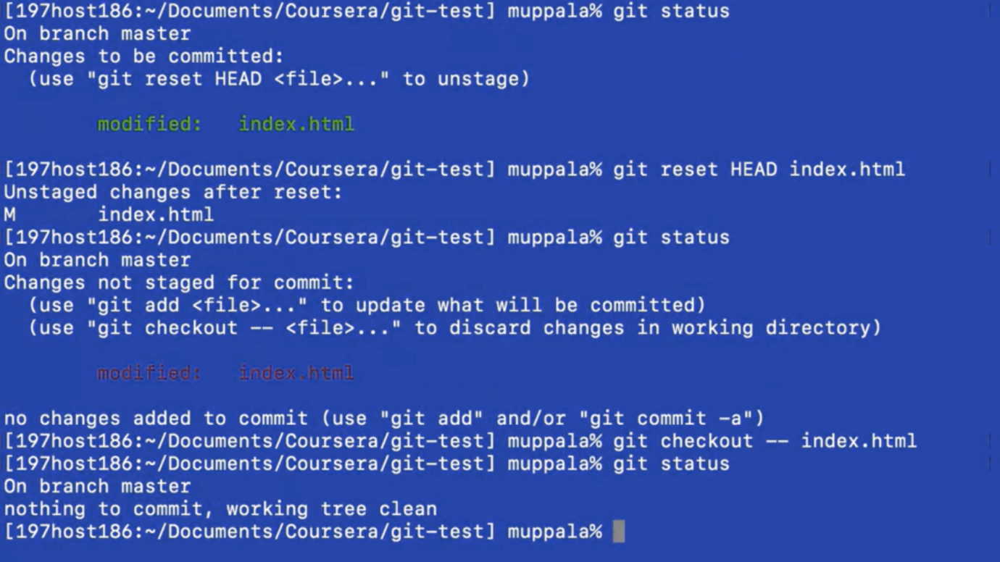 [197host186:~/Documents/Coursera/git-test] muppala% git status
On branch master
Changes to be committed:
  (use "git reset HEAD <file>..." to unstage)
        modified:   index.html
[197host186:~/Documents/Coursera/git-test] muppala% git reset HEAD index.html
Unstaged changes after reset:
M       index.html
[197host186:~/Documents/Coursera/git-test] muppala% git status
On branch master
Changes not staged for commit:
  (use "git add <file>..." to update what will be committed)
  (use "git checkout -- <file>..." to discard changes in working directory)
        modified:   index.html
no changes added to commit (use "git add" and/or "git commit -a")
[197host186:~/Documents/Coursera/git-test] muppala% git checkout -- index.html
[197host186:~/Documents/Coursera/git-test] muppala% git status
On branch master
nothing to commit, working tree clean
[197host186:~/Documents/Coursera/git-test] muppala%